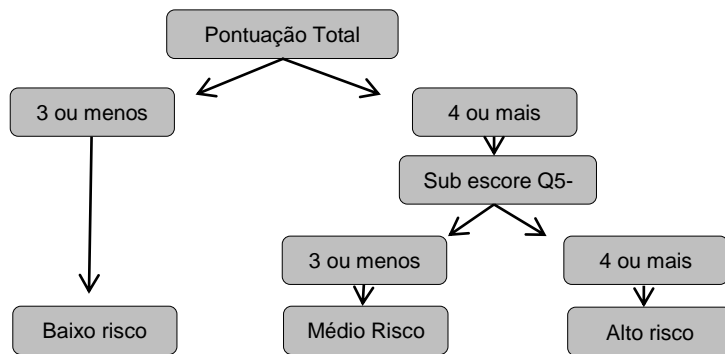 Pontuação Total
3 ou menos
4 ou mais
Sub escore Q5-
3 ou menos
4 ou mais
Baixo risco
Médio Risco
Alto risco